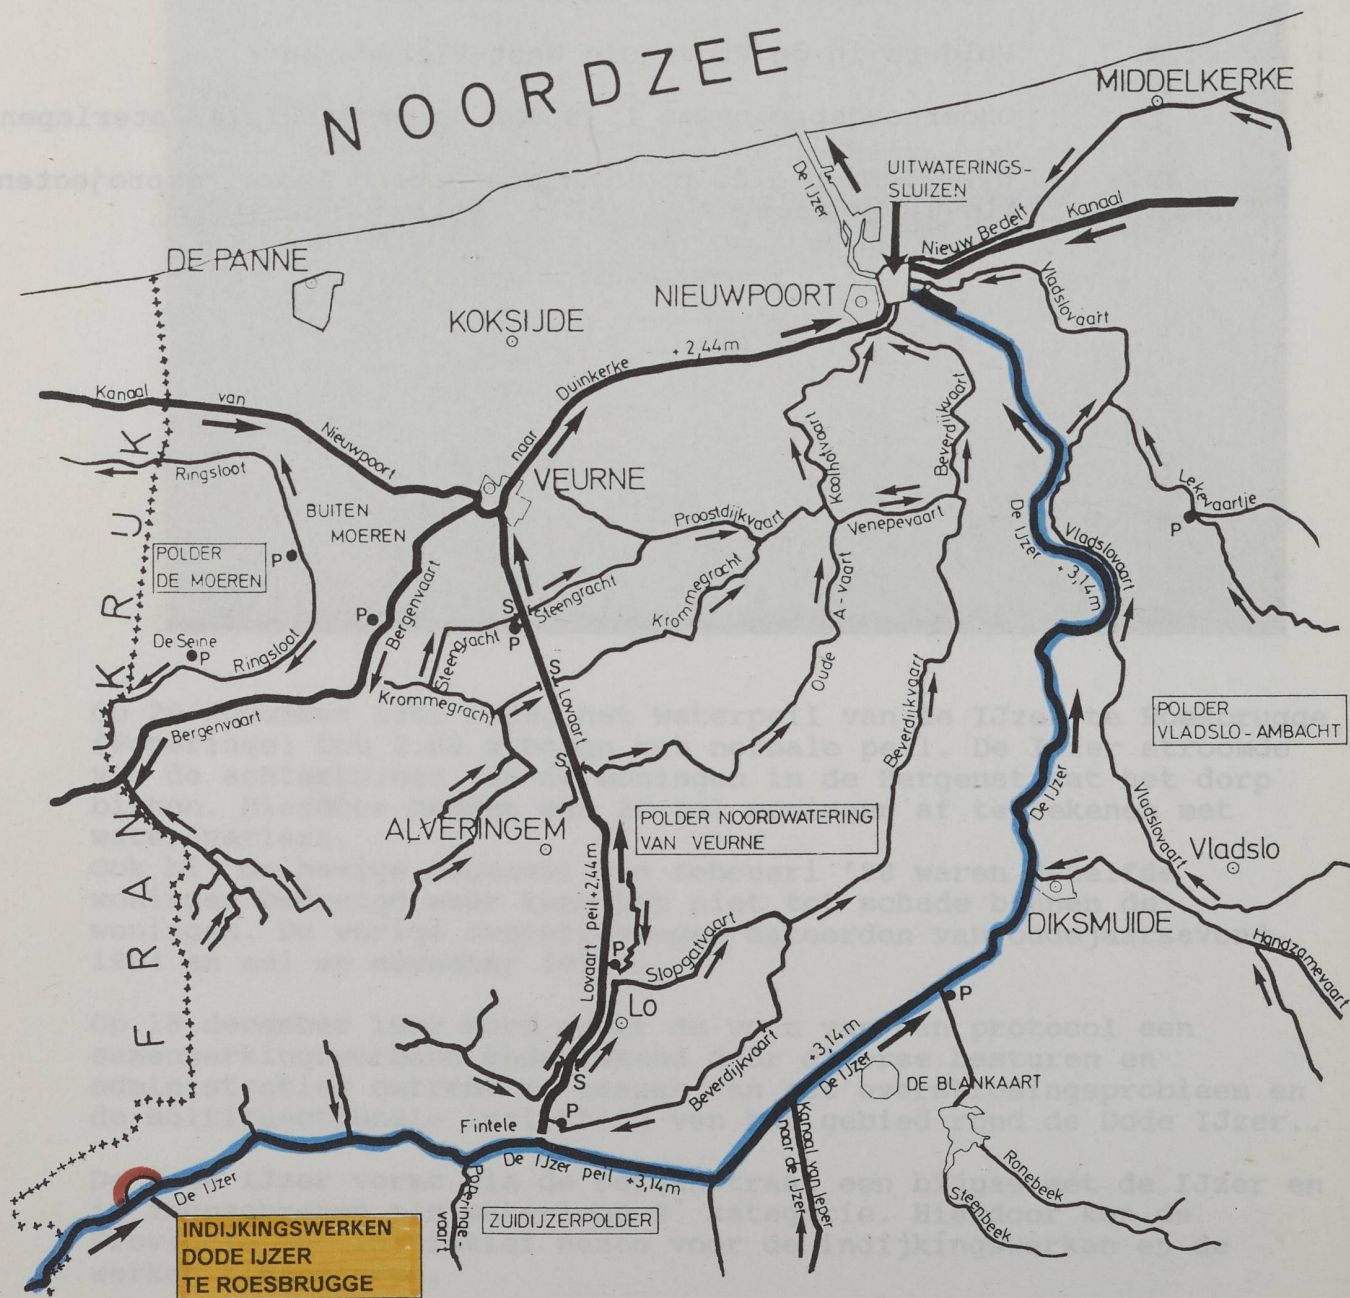 NOORDZEE
MIDDELKERKE
UITWATERINGS-
SLUIZEN
De IJzer
Nieuw Bedelf
Kanaal
DE PANNE
NIEUWPOORT
Vladslovaart
KOKSIJDE
+2,44m
Kanaal van Nieuwpoort naar Duinkerke
Koolhofvaart
Beverdijkvaart
Ringsloot
VEURNE
BUITEN
MOEREN
Proostdijkvaart
Venepevaart
Lekevaartje
P
De IJzer
Vladslovaart
+3,14m
POLDER
DE MOEREN
P
Bergenvaart
P
S
P
Steengracht
Steengracht
Krommegracht
Oude A-vaart
De Seine
P
Ringsloot
Krommegracht
S
Lovaart
S
Beverdijkvaart
Bergenvaart
FRANKRIJK
POLDER
VLADSLO-AMBACHT
De IJzer
Vladslovaart
Vladslo
ALVERINGEM
POLDER NOORDWATERING
VAN VEURNE
Lovaart peil +2,44m
DIKSMUIDE
Handzamevaart
P
Slopgatvaart
Lo
P
S
Beverdijkvaart
+3,14m
De IJzer
DE BLANKAART
P
Fintele
De IJzer peil +3,14m
Kanaal van Ieper
naar de IJzer
Ronebeek
Steenbeek
De IJzer
Poperinge-
vaart
ZUIDIJZERPOLDER
INDIJKINGSWERKEN
DODE IJZER
TE ROESBRUGGE